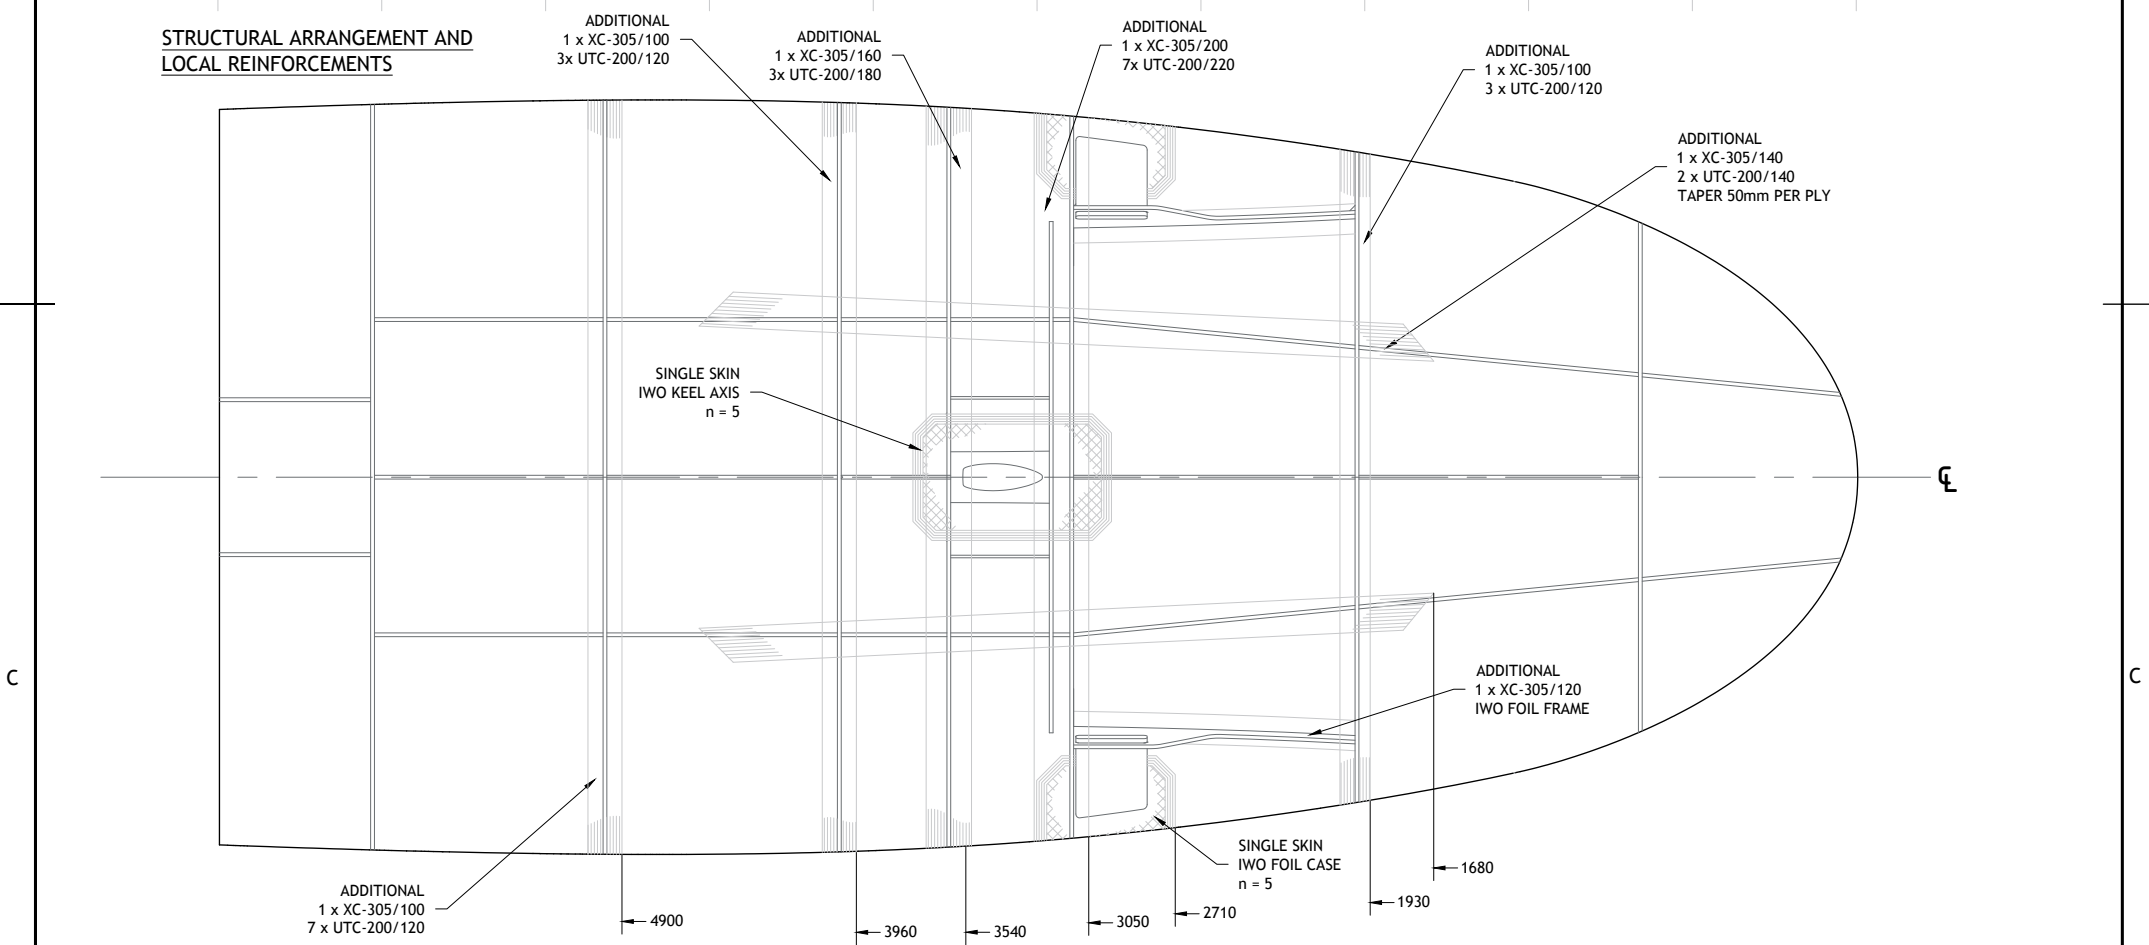 STRUCTURAL ARRANGEMENT AND
LOCAL REINFORCEMENTS
ADDITIONAL
1 x XC-305/100
3x UTC-200/120
ADDITIONAL
1 x XC-305/160
3x UTC-200/180
ADDITIONAL
1 x XC-305/200
7x UTC-200/220
ADDITIONAL
1 x XC-305/100
3 x UTC-200/120
ADDITIONAL
1 x XC-305/140
2 x UTC-200/140
TAPER 50mm PER PLY
SINGLE SKIN
IWO KEEL AXIS
n = 5
℄
C
C
ADDITIONAL
1 x XC-305/120
IWO FOIL FRAME
SINGLE SKIN
IWO FOIL CASE
n = 5
ADDITIONAL
1 x XC-305/100
7 x UTC-200/120
4900
3960
3540
3050
2710
1930
1680